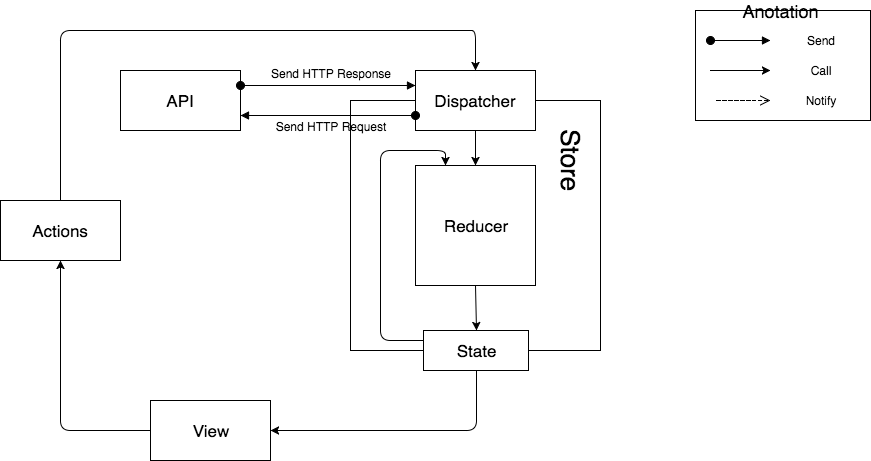 Anotation
Send
Call
Notify
Send HTTP Response
API
Dispatcher
Send HTTP Request
Store
Actions
Reducer
State
View